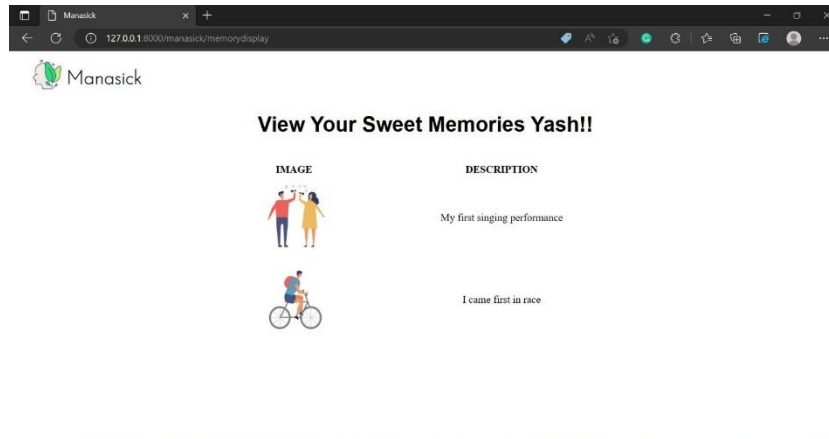 Manasick
127.0.0.1:8000/manasick/memorydisplay
Manasick
View Your Sweet Memories Yash!!
IMAGE DESCRIPTION
My first singing performance
I came first in race